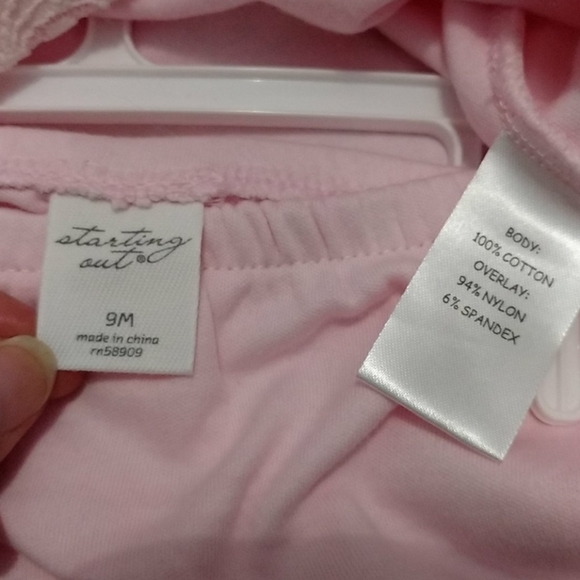 starting
out®
9M
made in china
rn58909
BODY:
100% COTTON
OVERLAY:
94% NYLON
6% SPANDEX